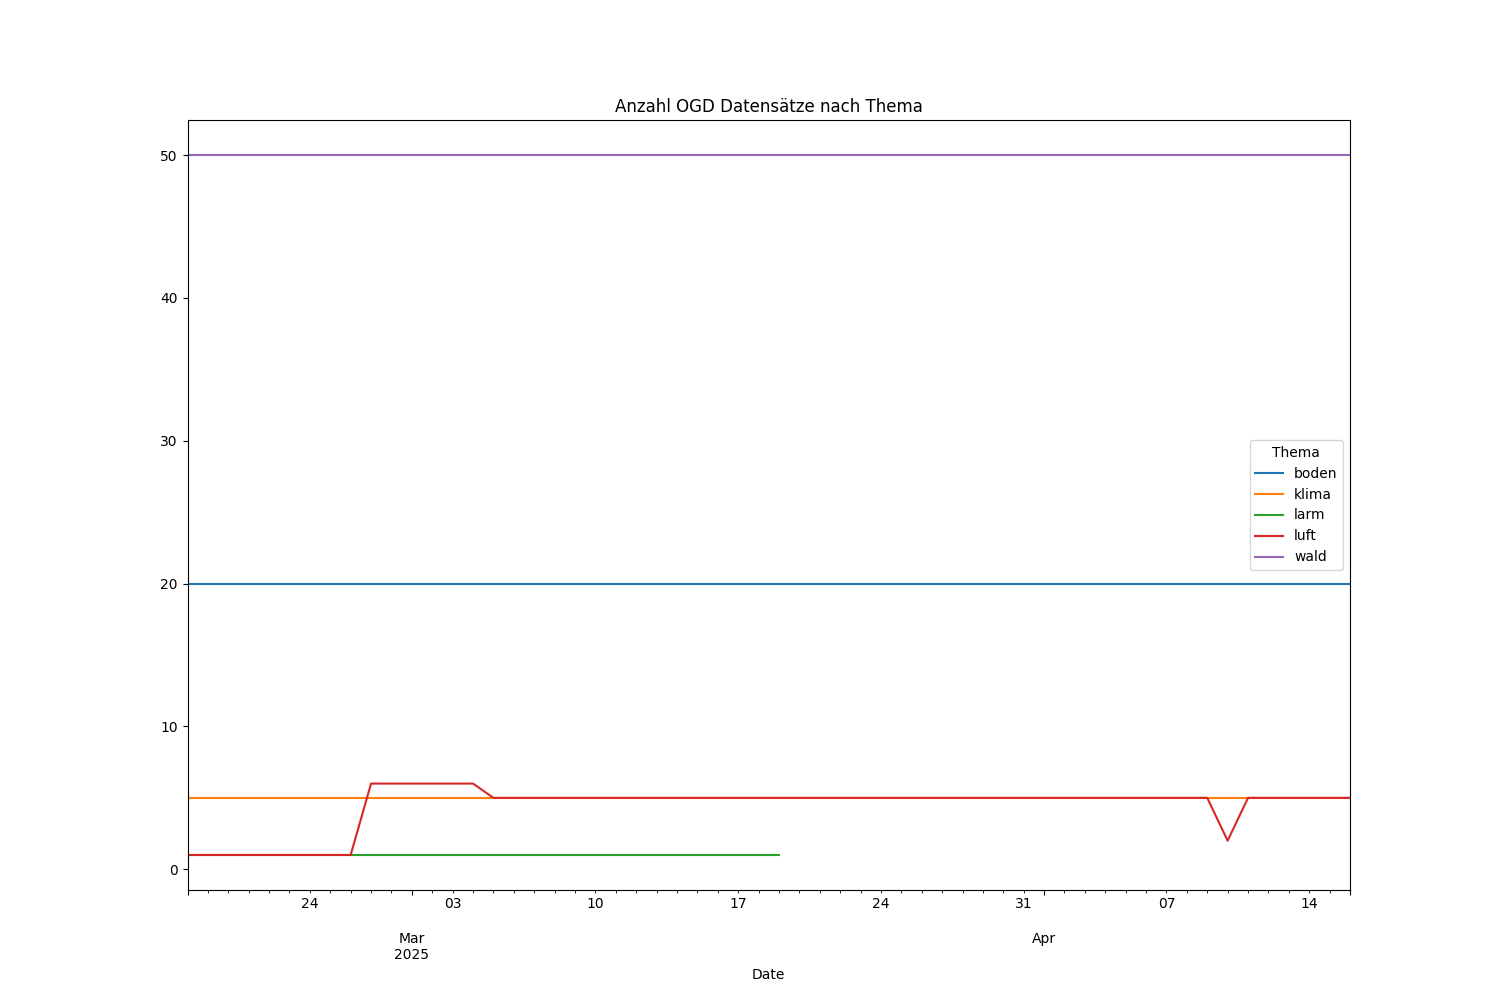 Anzahl OGD Datensätze nach Thema
50
40
30
20
10
0
Thema
boden
klima
larm
luft
wald
24 03 10 17 24 31 07 14
Mar Apr
2025
Date